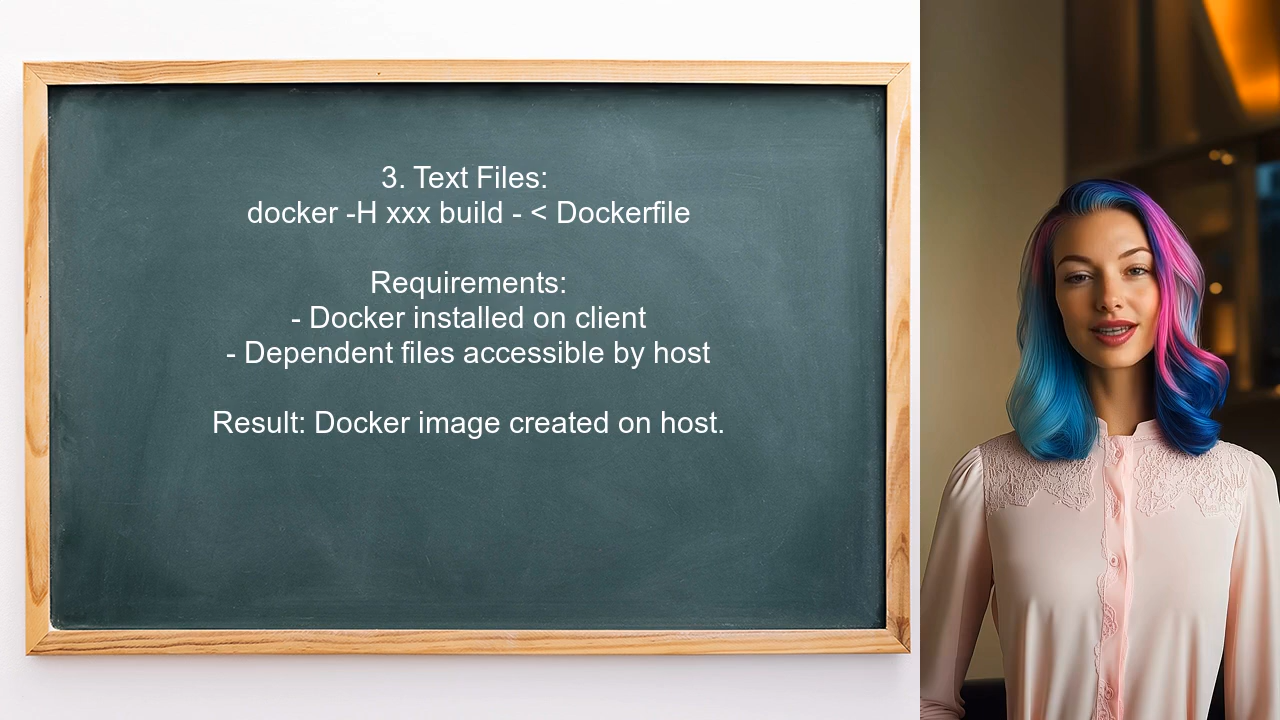 3. Text Files:
docker -H xxx build - < Dockerfile
Requirements:
- Docker installed on client
- Dependent files accessible by host
Result: Docker image created on host.